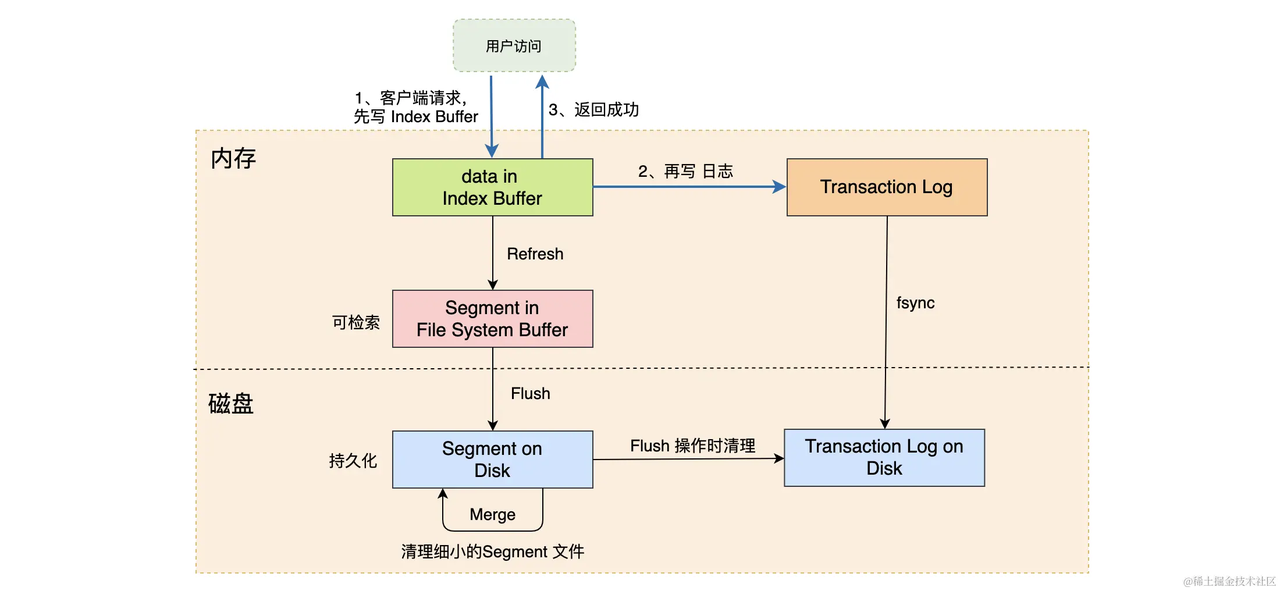 用户访问
1、客户端请求，
先写 Index Buffer
3、返回成功
内存
data in
Index Buffer
2、再写 日志
Transaction Log
Refresh
fsync
可检索
Segment in
File System Buffer
磁盘
Flush
持久化
Segment on
Disk
Flush 操作时清理
Transaction Log on
Disk
Merge
清理细小的Segment 文件
@稀土掘金技术社区